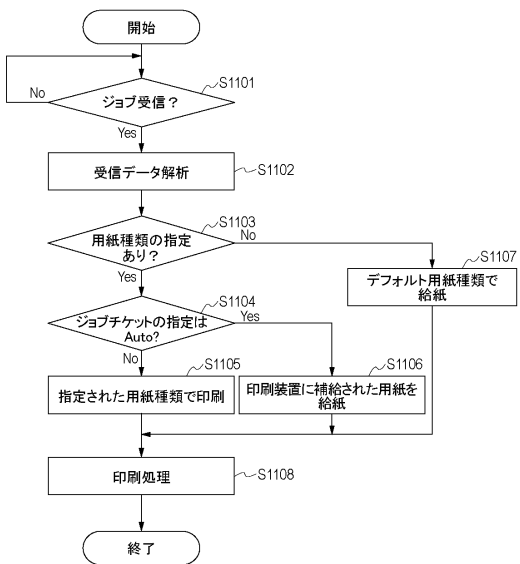 開始
S1101
ジョブ受信？
No
Yes
受信データ解析
S1102
S1103
用紙種類の指定
あり？
No
Yes
S1107
デフォルト用紙種類で
給紙
S1104
ジョブチケットの指定は
Auto?
Yes
No
S1105
指定された用紙種類で印刷
S1106
印刷装置に補給された用紙を
給紙
印刷処理
S1108
終了